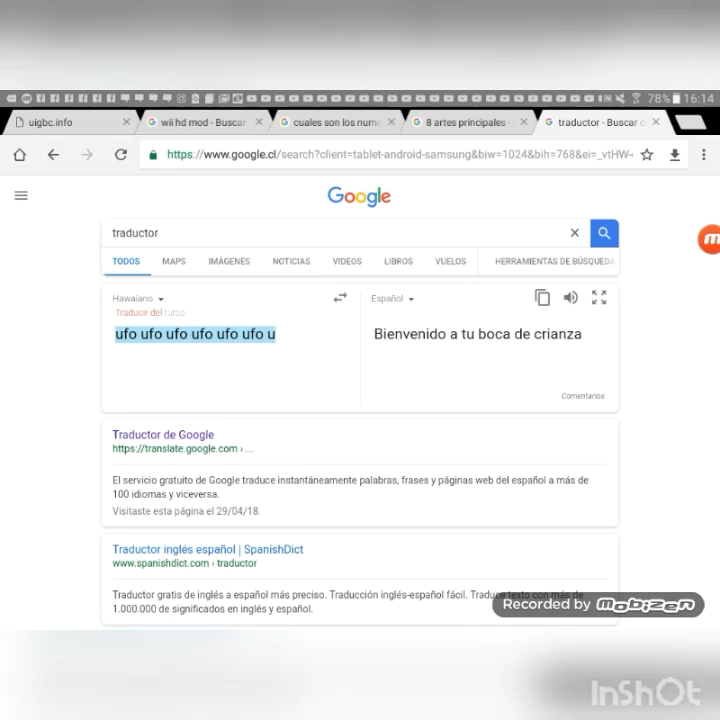 78% 16:14
uigbc.info
wii hd mod - Buscar
cuales son los num
8 artes principales -
traductor - Buscar c
https://www.google.cl/search?client=tablet-android-samsung&biw=1024&bih=768&ei=_vtHW
Google
traductor
TODOS MAPS IMÁGENES NOTICIAS VIDEOS LIBROS VUELOS HERRAMIENTAS DE BÚSQUEDA
Hawaiano
Español
Traducir del turco
ufo ufo ufo ufo ufo ufo u
Bienvenido a tu boca de crianza
Comentarios
Traductor de Google
https://translate.google.com › ...
El servicio gratuito de Google traduce instantáneamente palabras, frases y páginas web del español a más de
100 idiomas y viceversa.
Visitaste esta página el 29/04/18.
Traductor inglés español | SpanishDict
www.spanishdict.com › traductor
Traductor gratis de inglés a español más preciso. Traducción inglés-español fácil. Traduce texto con más de
1.000.000 de significados en inglés y español.
Recorded by mobizen
InShOt